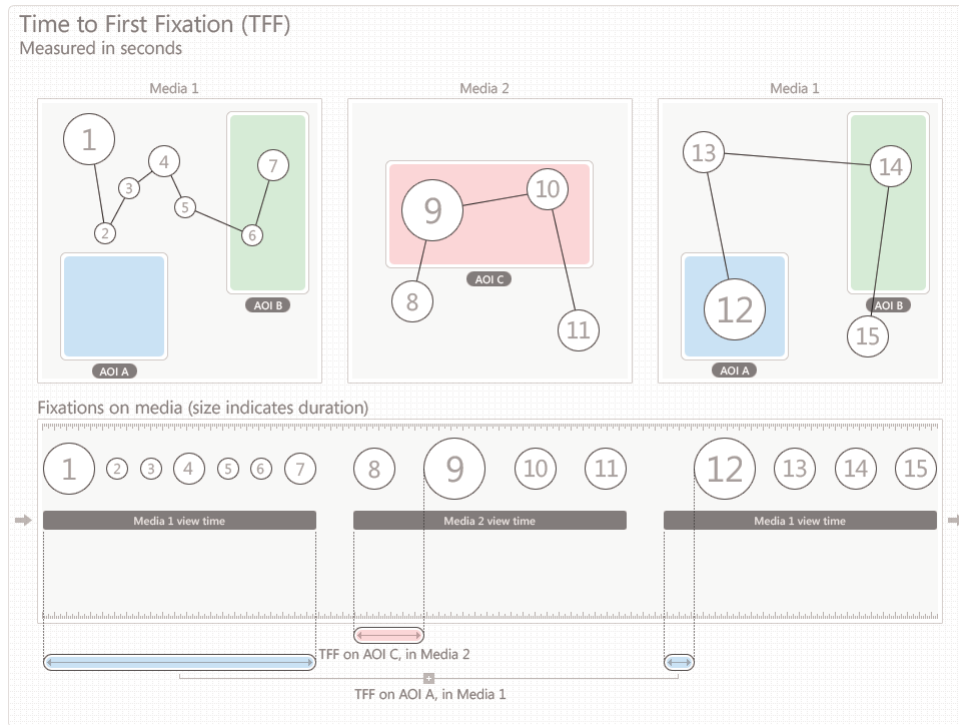 Time to First Fixation (TFF)
Measured in seconds
Media 1
Media 2
Media 1
1
2
3
4
5
6
7
AOI A
AOI B
8
9
10
11
AOI C
12
13
14
15
AOI A
AOI B
Fixations on media (size indicates duration)
1 2 3 4 5 6 7 8 9 10 11 12 13 14 15
Media 1 view time
Media 2 view time
Media 1 view time
TFF on AOI C, in Media 2
+
TFF on AOI A, in Media 1